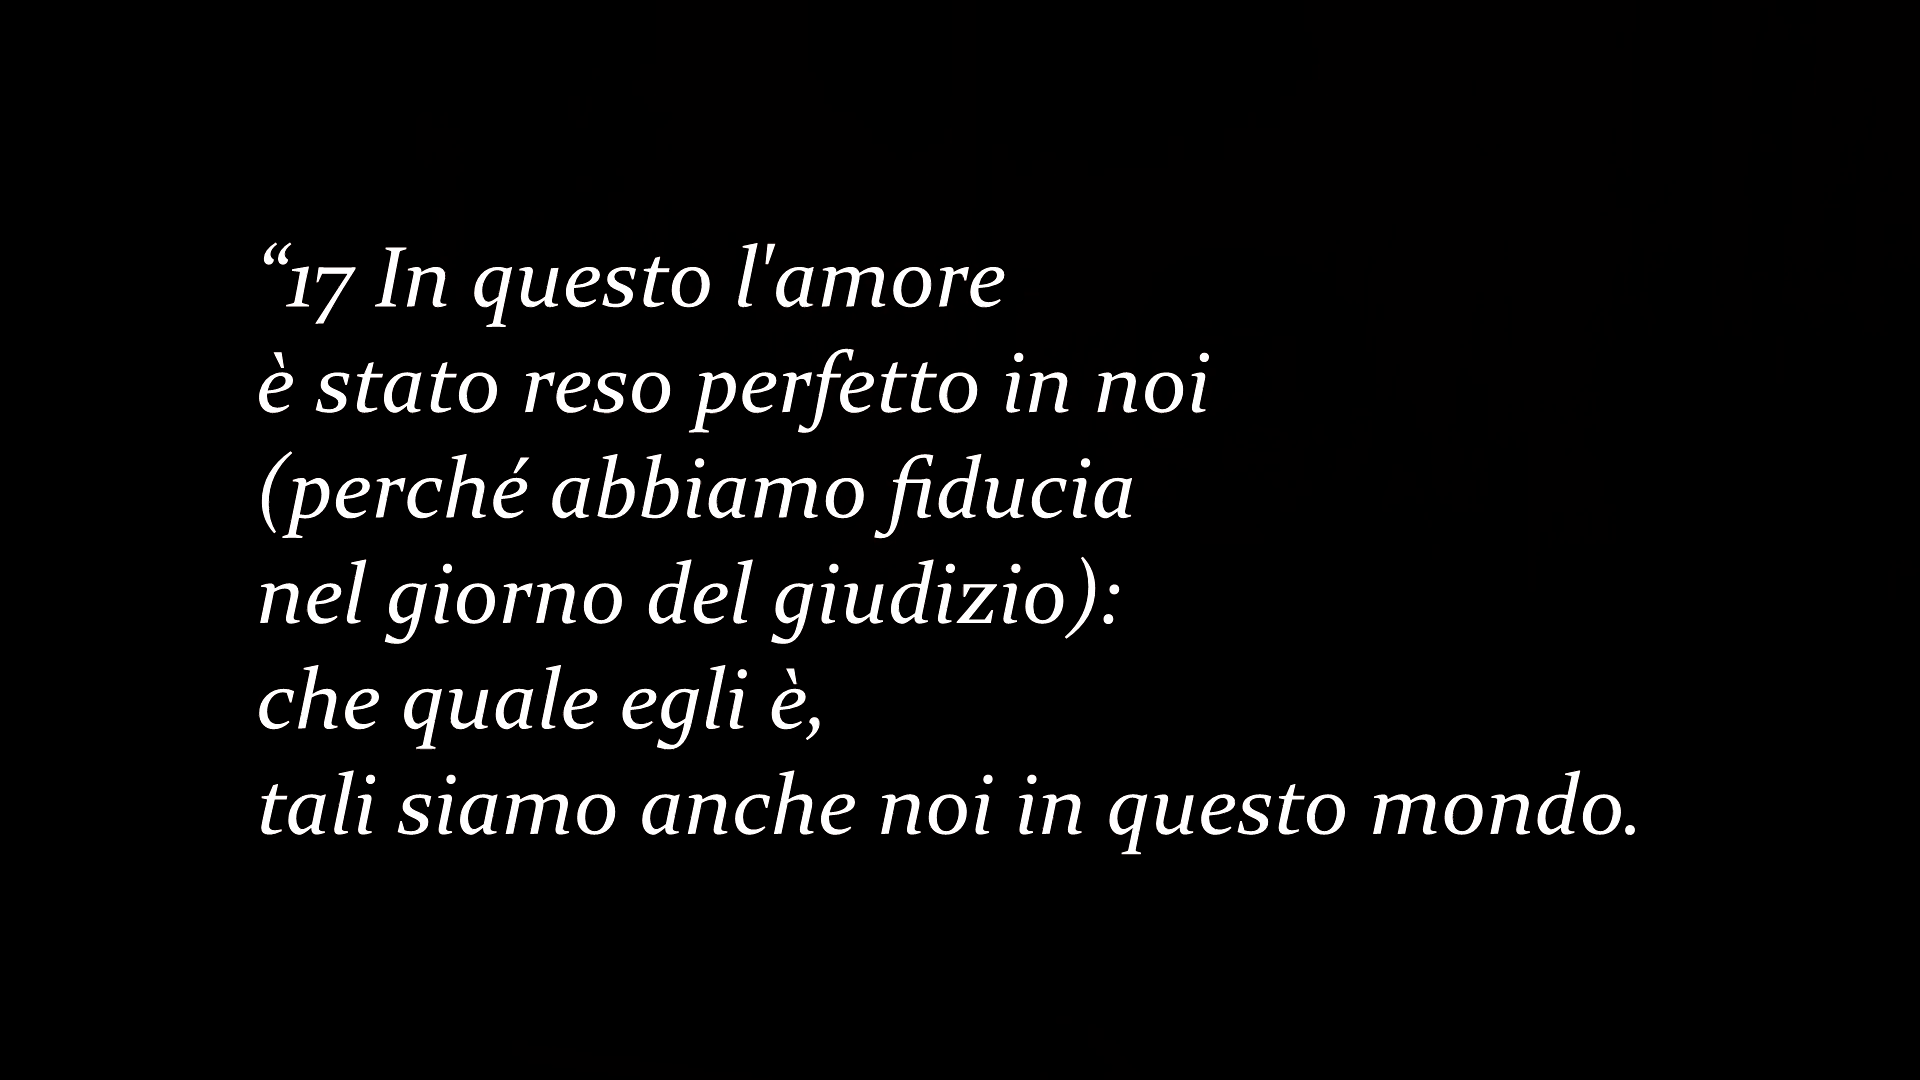 “17 In questo l'amore
è stato reso perfetto in noi
(perché abbiamo fiducia
nel giorno del giudizio):
che quale egli è,
tali siamo anche noi in questo mondo.